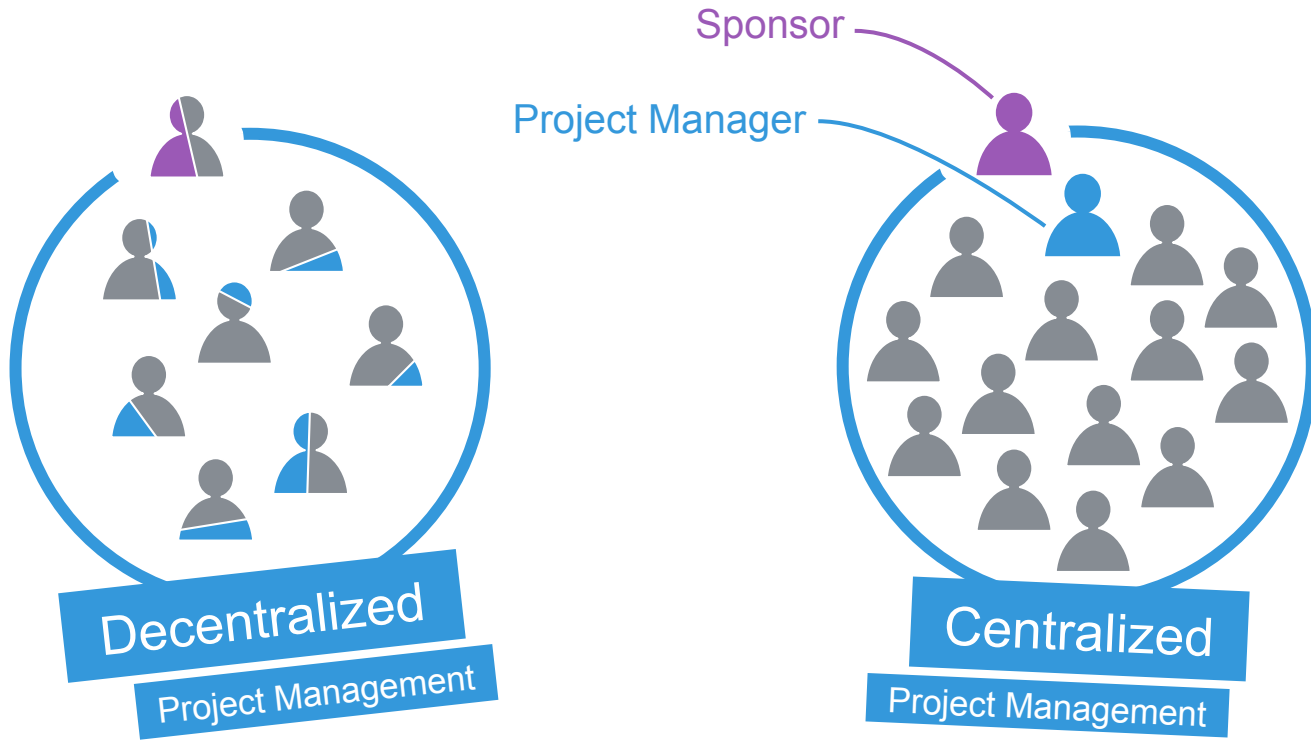 Sponsor
Project Manager
Decentralized
Project Management
Centralized
Project Management